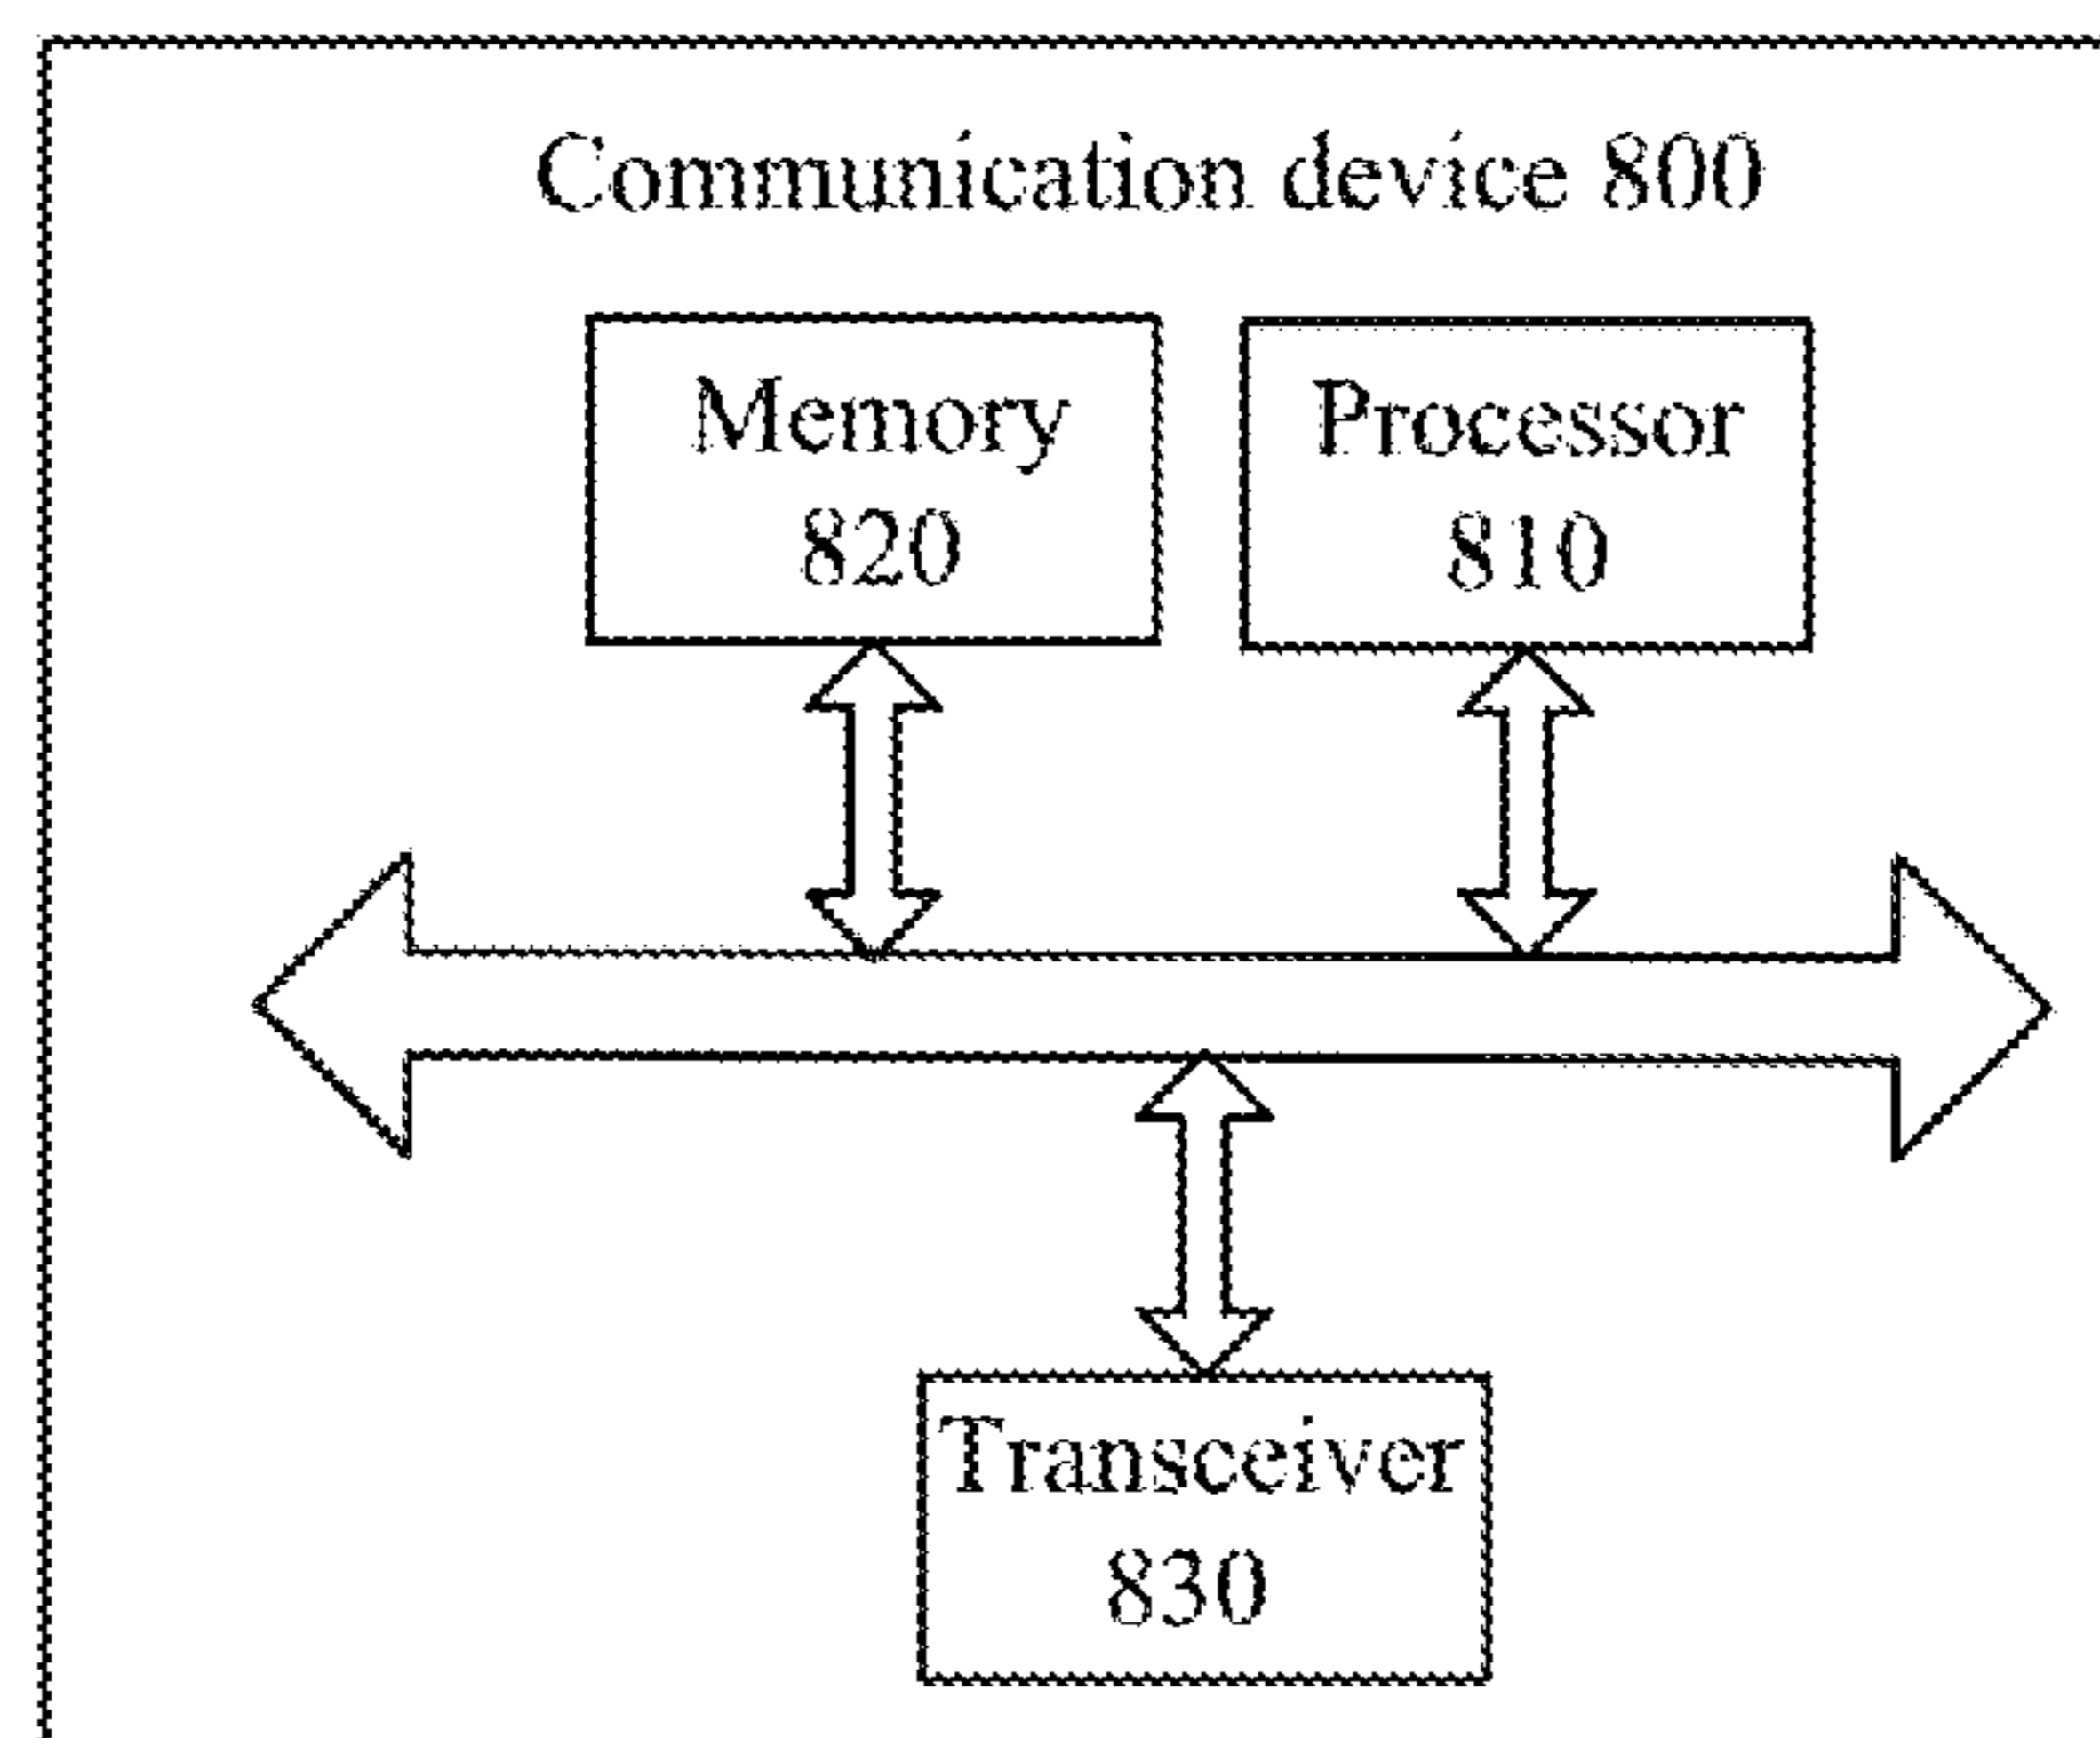 Communication device 800
Memory
820
Processor
810
Transceiver
830